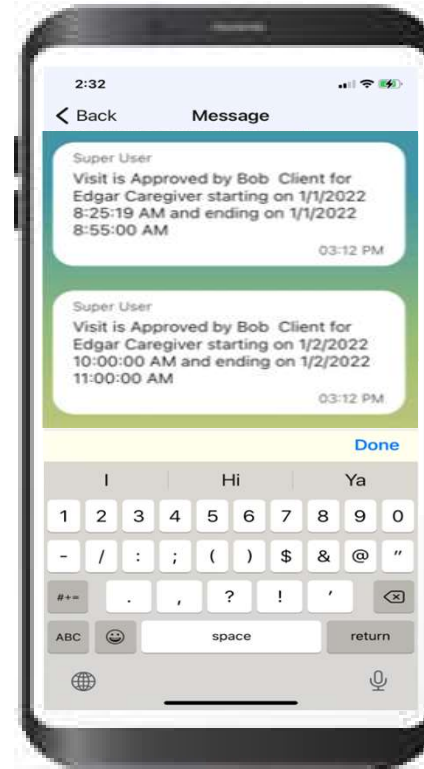 2:32
Back Message
Super User
Visit is Approved by Bob  Client for
Edgar Caregiver starting on 1/1/2022
8:25:19 AM and ending on 1/1/2022
8:55:00 AM
03:12 PM
Super User
Visit is Approved by Bob  Client for
Edgar Caregiver starting on 1/2/2022
10:00:00 AM and ending on 1/2/2022
11:00:00 AM
03:12 PM
Done
I Hi Ya
1 2 3 4 5 6 7 8 9 0
- / : ; ( ) $ & @ "
#+= . , ? ! '
ABC space return